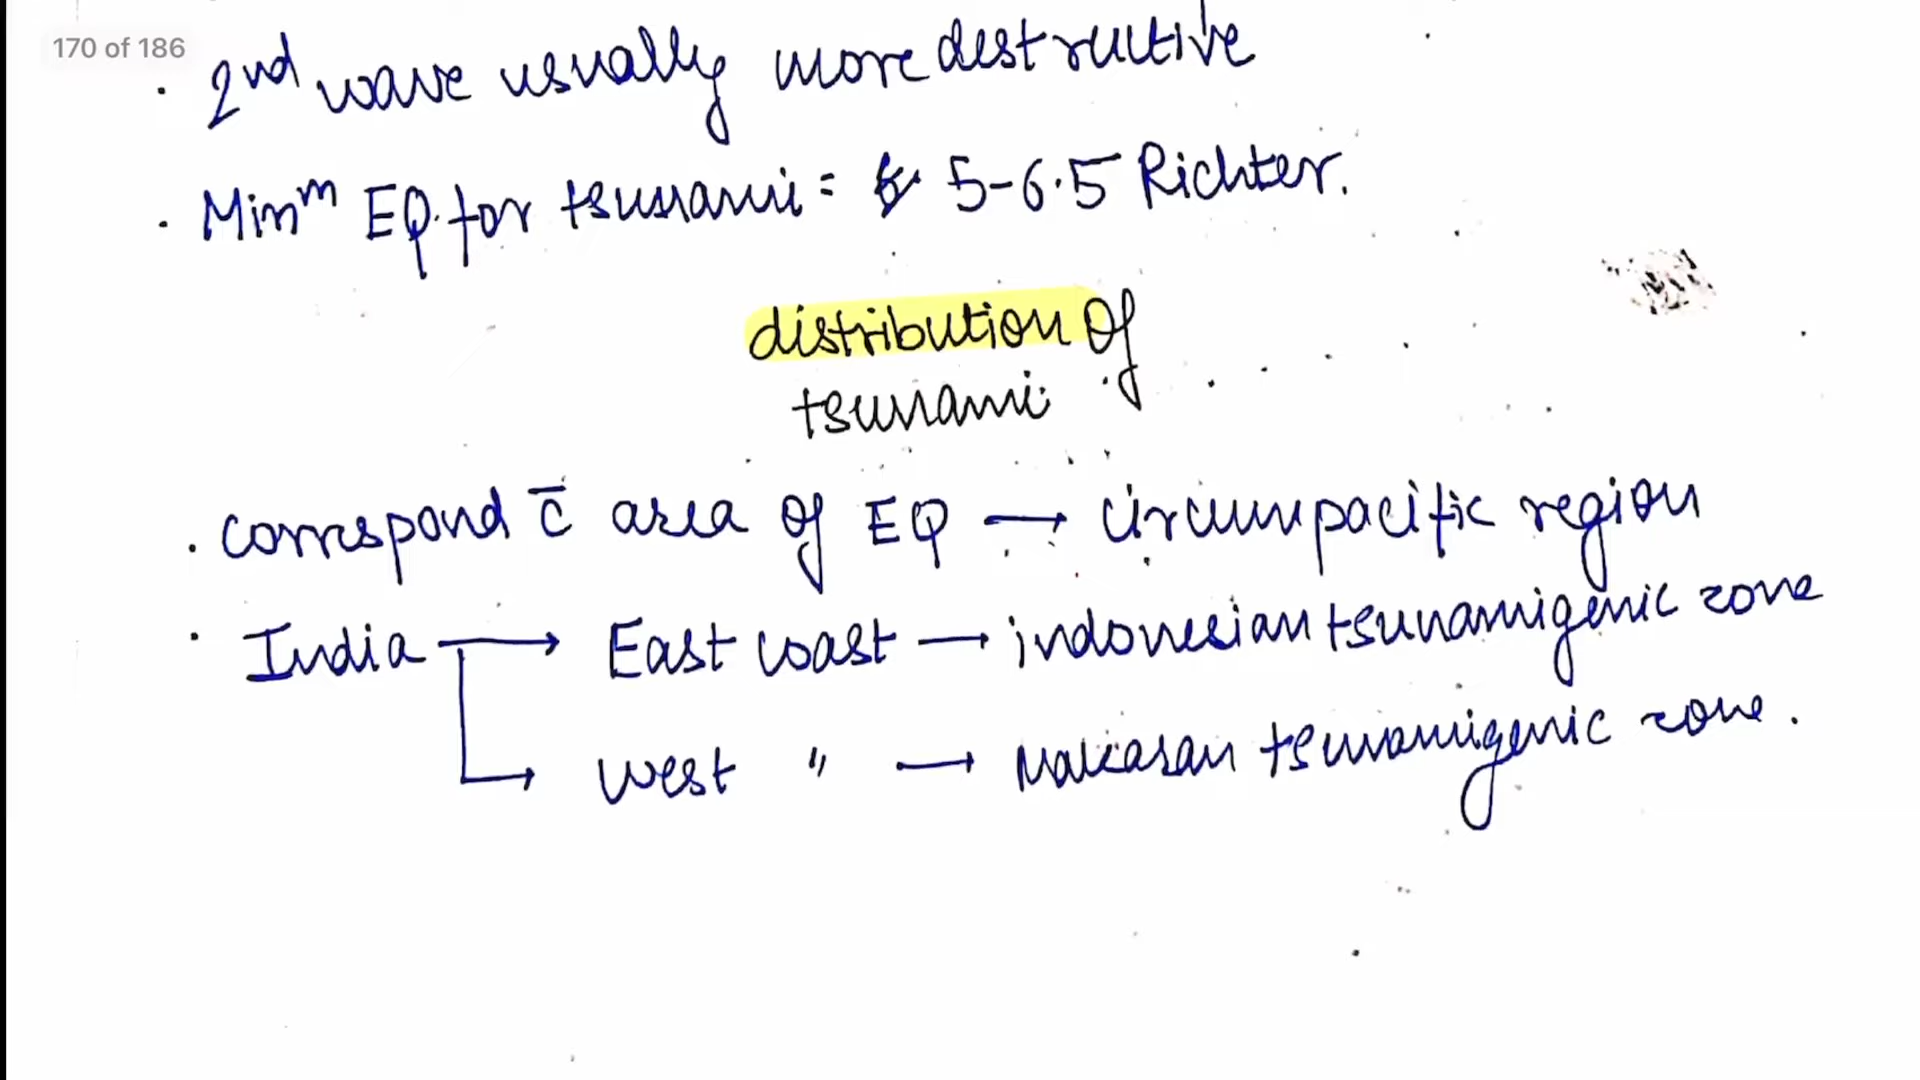 170 of 186
· 2nd wave usually more destructive
· Minm EQ. for tsunami = 5-6.5 Richter.
distribution of
tsunami
· correspond c̄ area of EQ → circumpacific region
· India → East coast → indonesian tsunamigenic zone
→ West " → Makaran tsunamigenic zone.